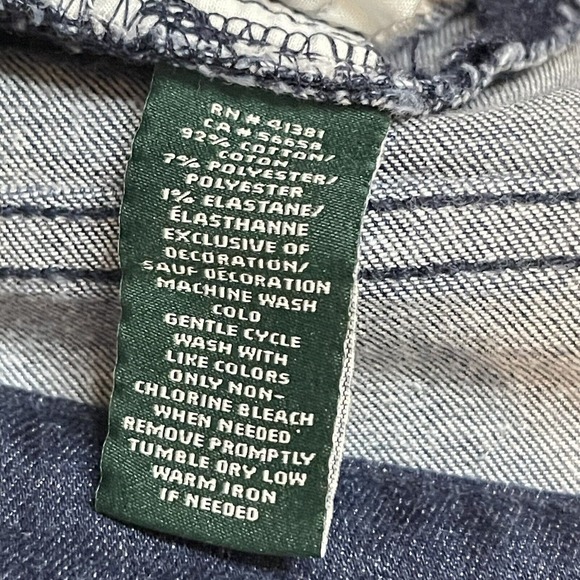 RN # 41381
CA # 56658
92% COTTON/
COTON
7% POLYESTER/
POLYESTER
1% ELASTANE/
ÉLASTHANNE
EXCLUSIVE OF
DECORATION/
SAUF DÉCORATION
MACHINE WASH
COLD
GENTLE CYCLE
WASH WITH
LIKE COLORS
ONLY NON-
CHLORINE BLEACH
WHEN NEEDED
REMOVE PROMPTLY
TUMBLE DRY LOW
WARM IRON
IF NEEDED